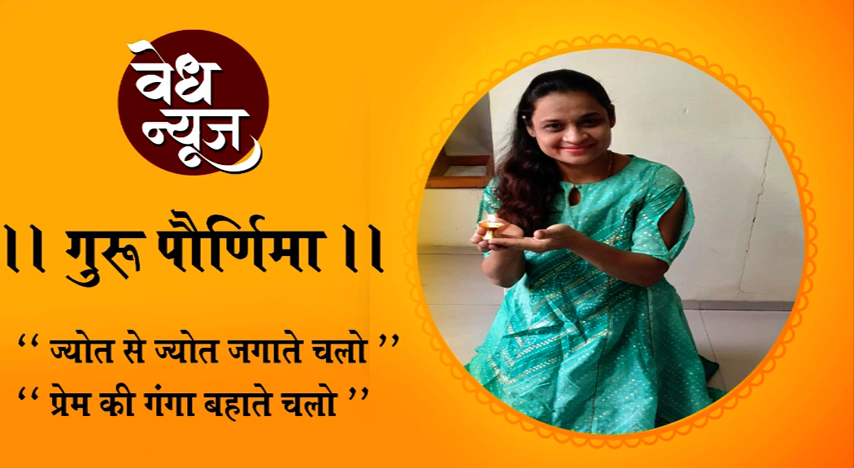 वेध
न्यूज
।। गुरू पौर्णिमा ।।
“ ज्योत से ज्योत जगाते चलो ”
“ प्रेम की गंगा बहाते चलो ”